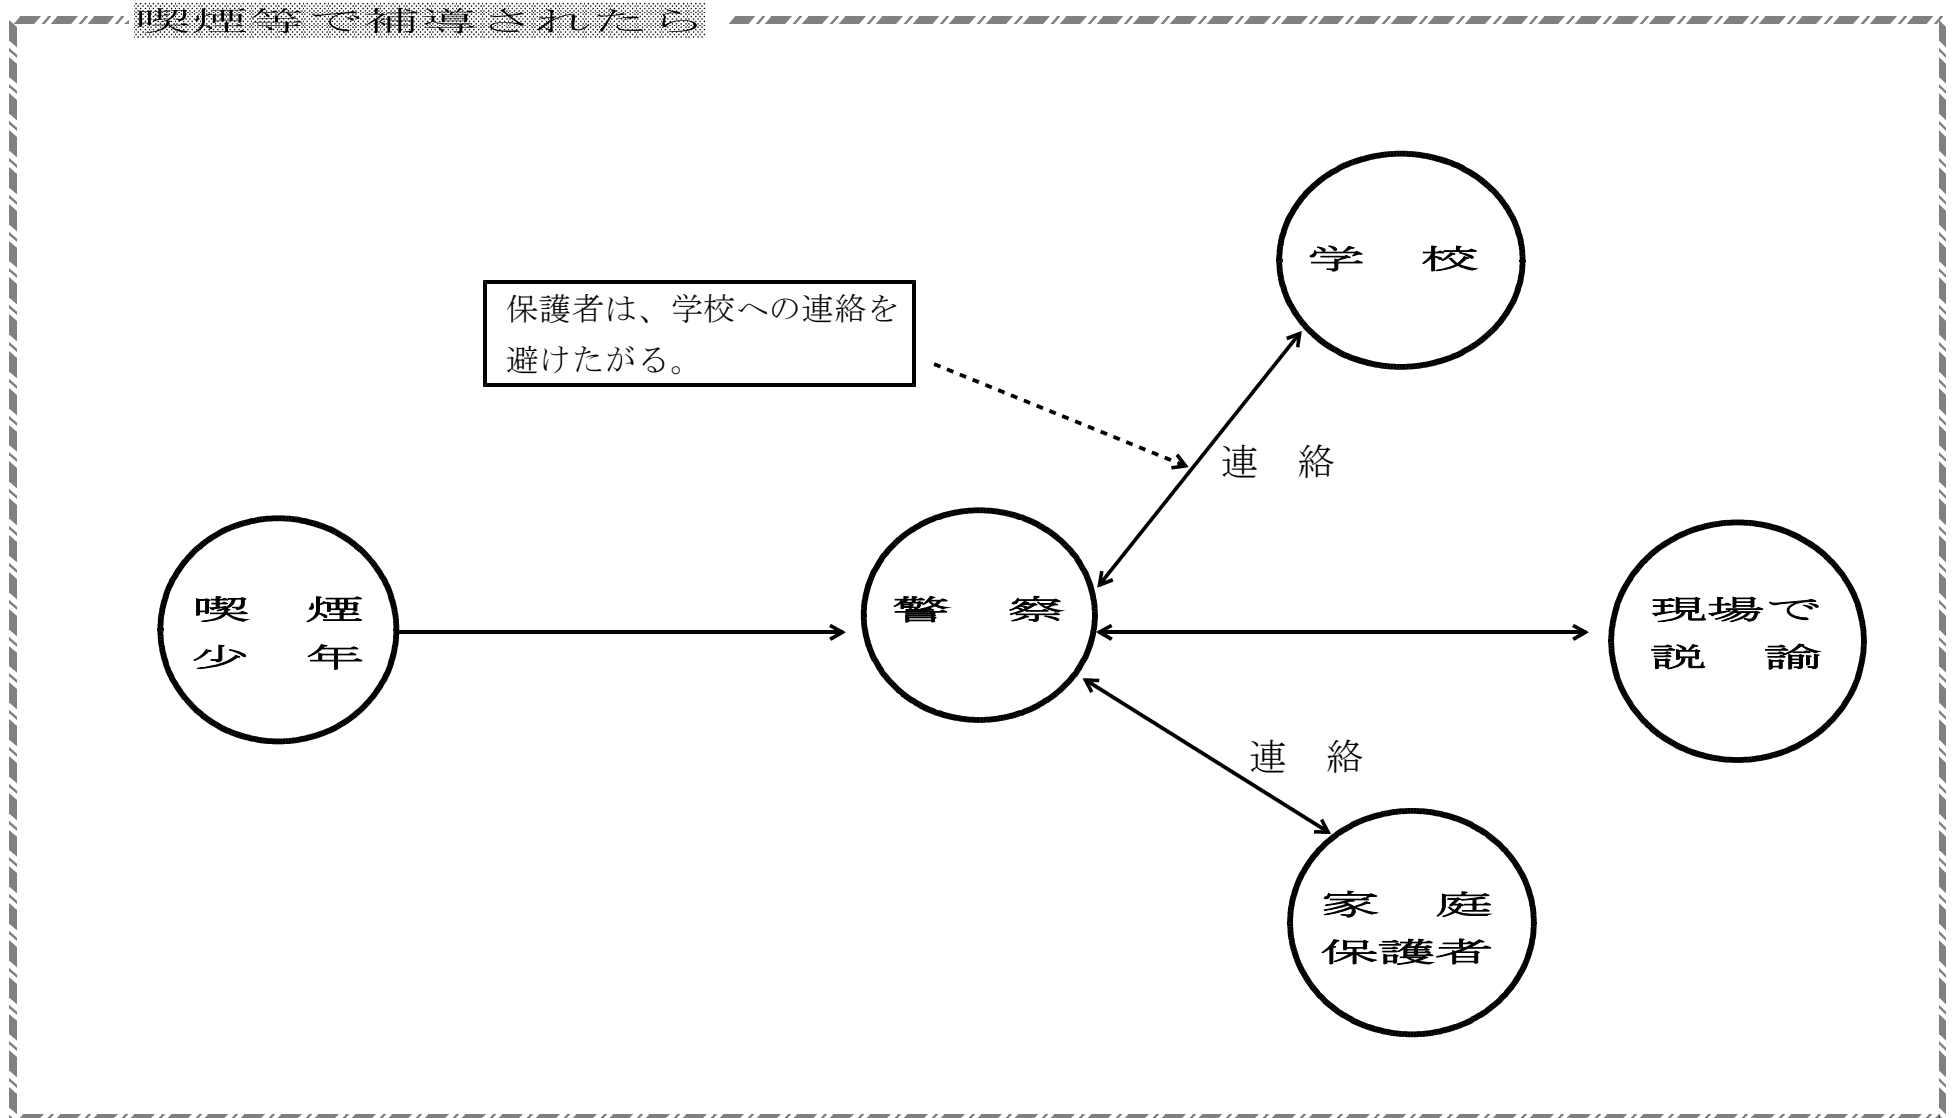 喫煙等で補導されたら
学　校
保護者は、学校への連絡を
避けたがる。
連　絡
喫　煙
少　年
警　察
現場で
説　諭
連　絡
家　庭
保護者